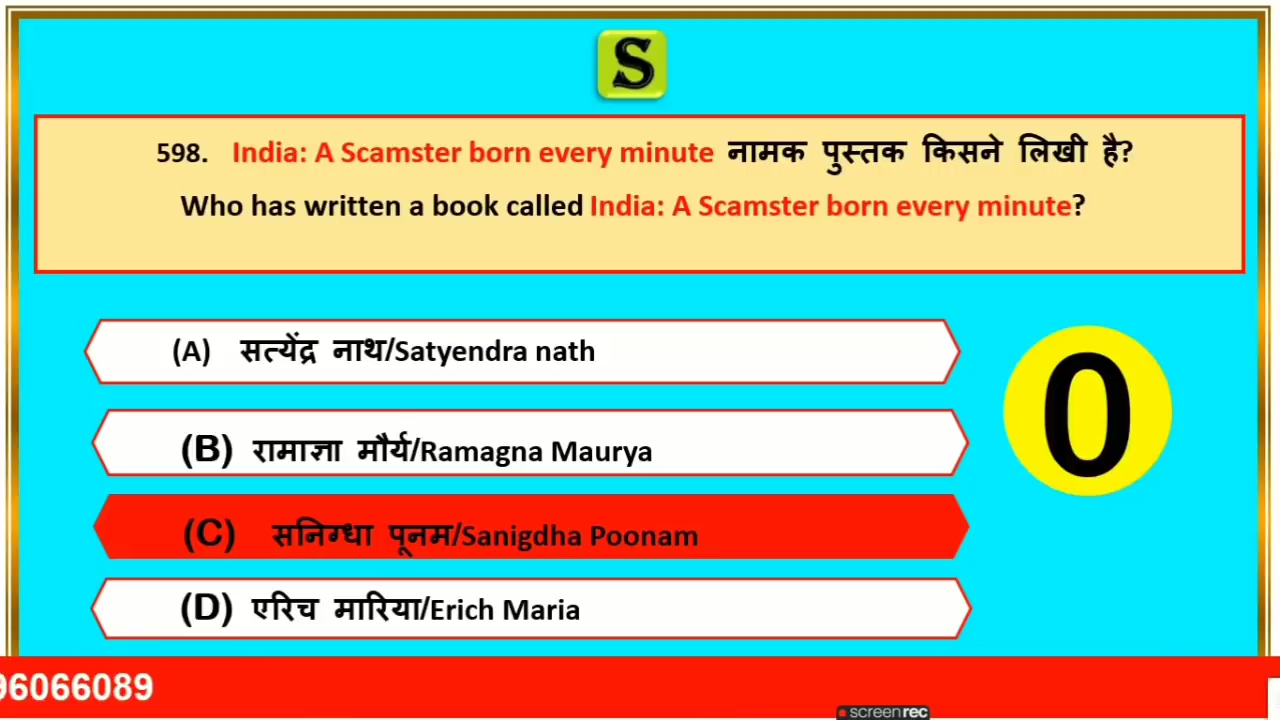 S
598. India: A Scamster born every minute नामक पुस्तक किसने लिखी है?
Who has written a book called India: A Scamster born every minute?
(A) सत्येंद्र नाथ/Satyendra nath
(B) रामाज्ञा मौर्य/Ramagna Maurya
(C) सनिग्धा पूनम/Sanigdha Poonam
(D) एरिच मारिया/Erich Maria
0
96066089
screenrec